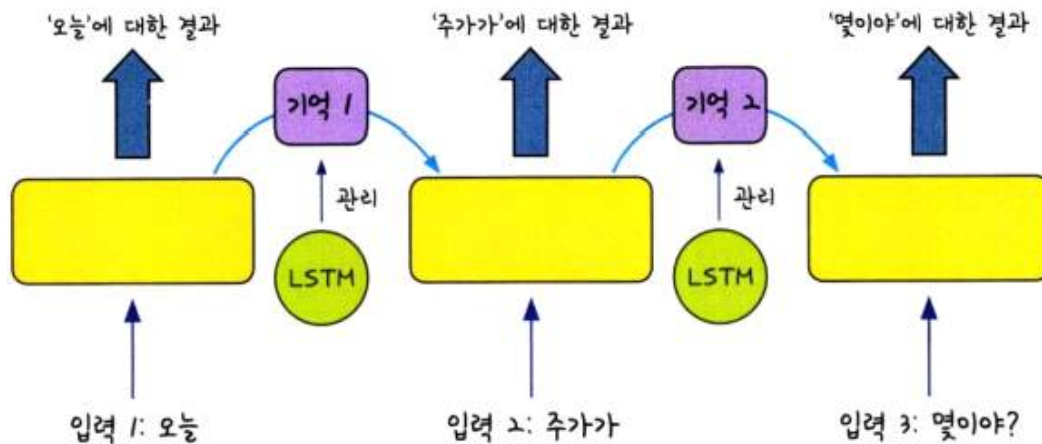 '오늘'에 대한 결과
'주가가'에 대한 결과
'몇이야'에 대한 결과
기억 1
기억 2
관리
관리
LSTM
LSTM
입력 1: 오늘
입력 2: 주가가
입력 3: 몇이야?